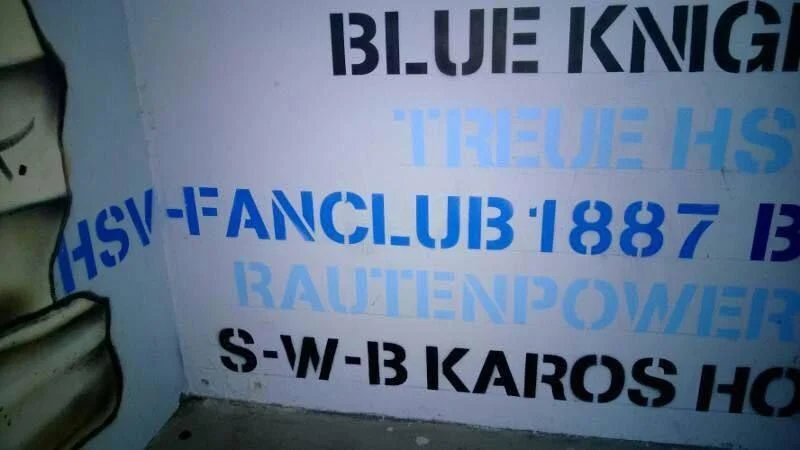 BLUE KNIG
TREUE HS
HSV-FANCLUB 1887 B
RAUTENPOWER
S-W-B KAROS HO